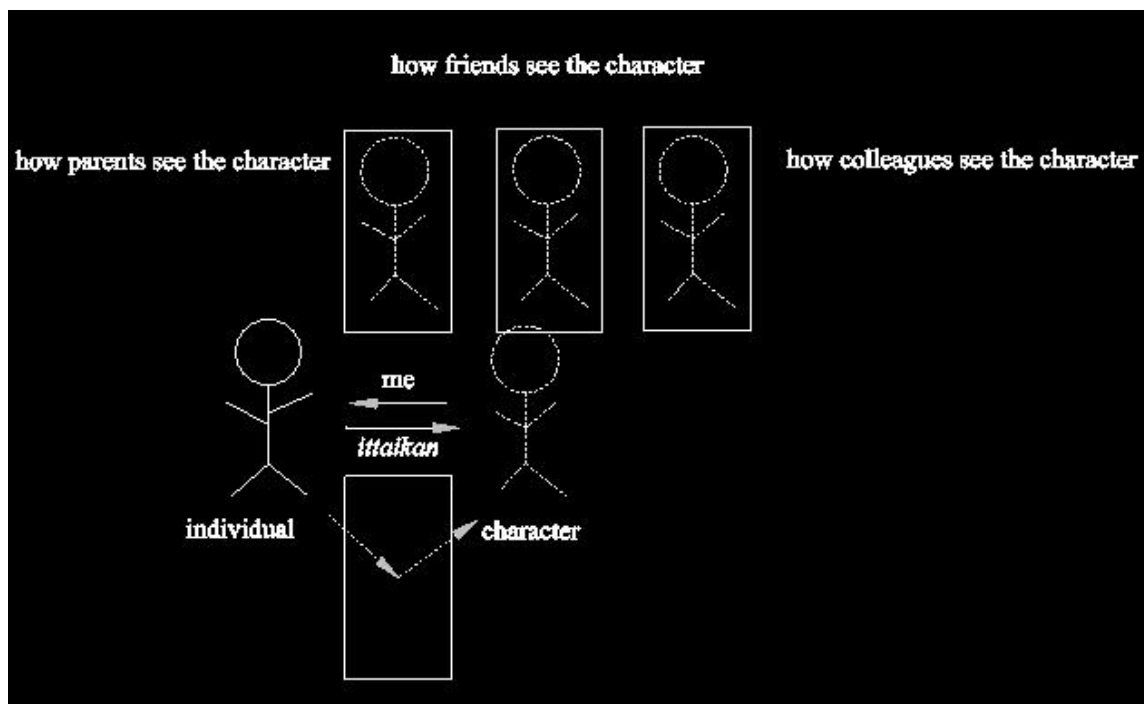 how friends see the character
how parents see the character
how colleagues see the character
me
ittaikan
individual
character